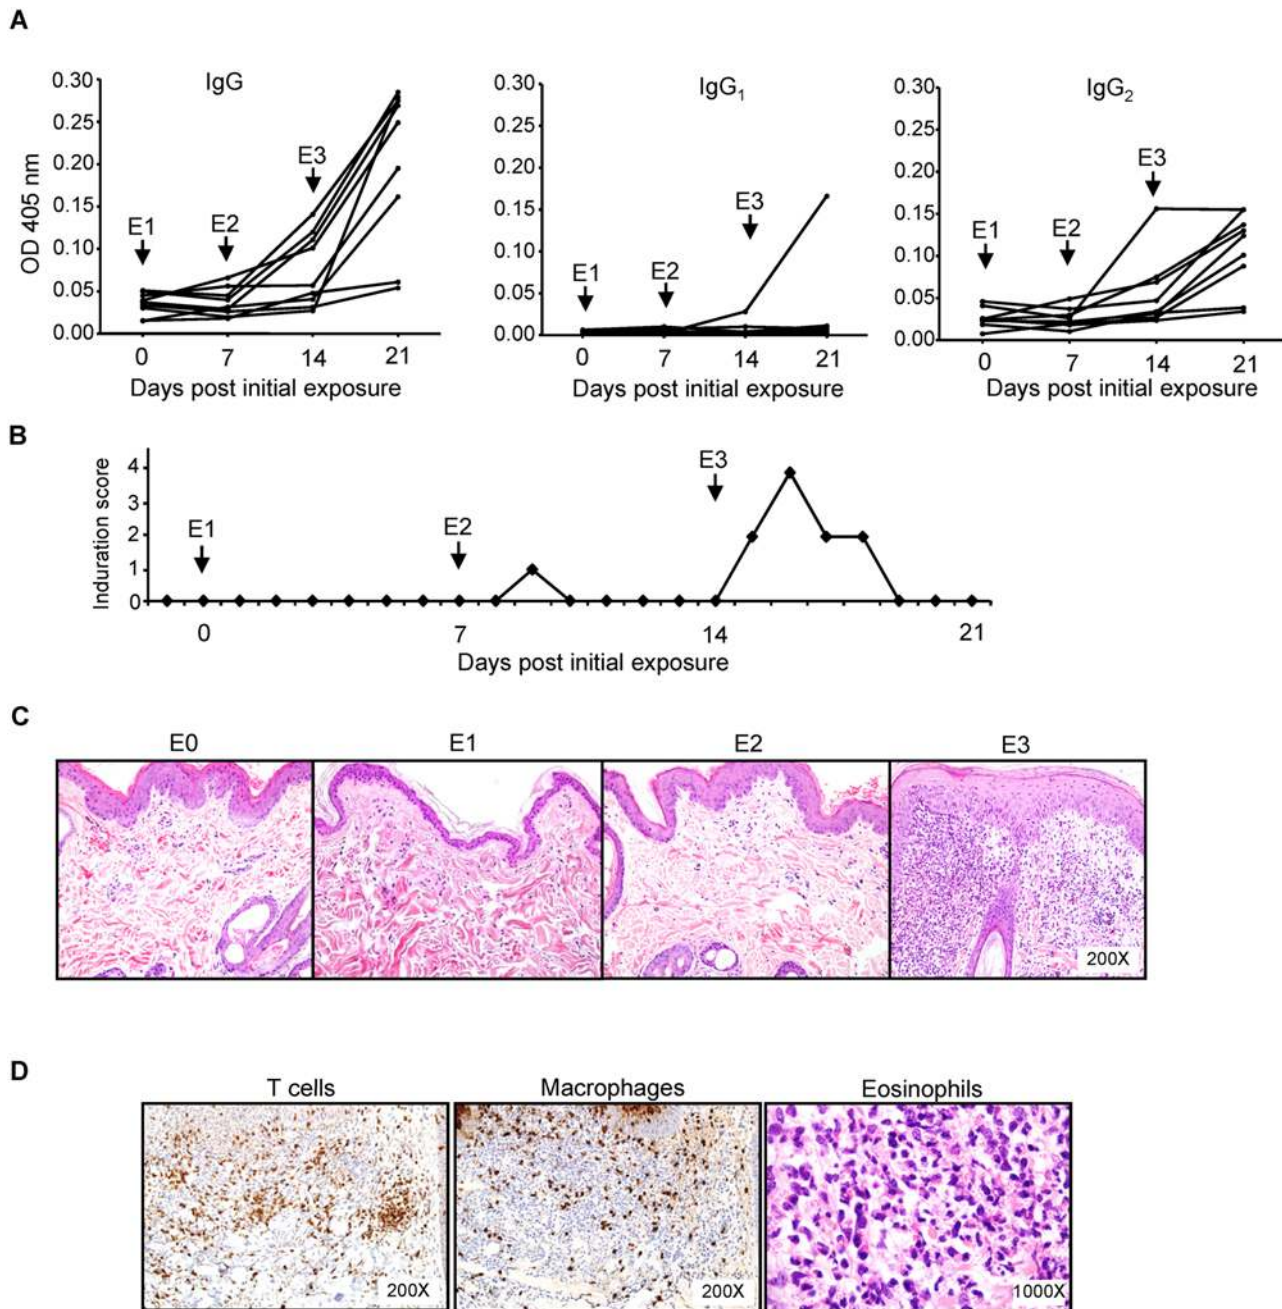 A
IgG
IgG₁
IgG₂
0.30
0.25
0.20
0.15
0.10
0.05
0.00
OD 405 nm
E1
E2
E3
0 7 14 21
Days post initial exposure
0.30
0.25
0.20
0.15
0.10
0.05
0.00
E1
E2
E3
0 7 14 21
Days post initial exposure
0.30
0.25
0.20
0.15
0.10
0.05
0.00
E1
E2
E3
0 7 14 21
Days post initial exposure
B
Induration score
4
3
2
1
0
E1
E2
E3
0 7 14 21
Days post initial exposure
C
E0 E1 E2 E3
200X
D
T cells Macrophages Eosinophils
200X 200X 1000X